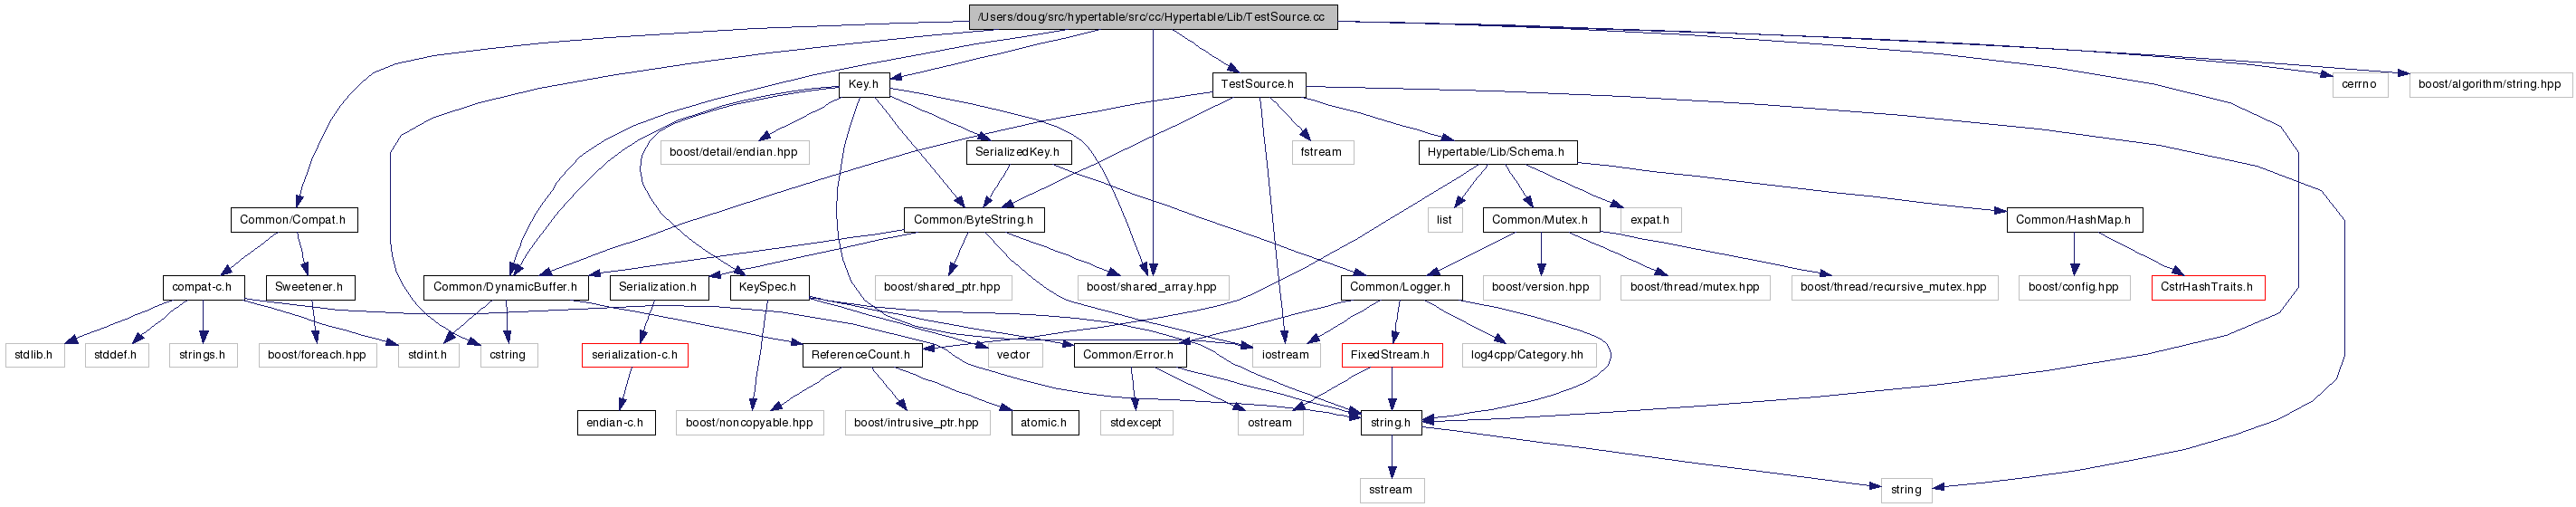 /Users/doug/src/hypertable/src/cc/Hypertable/Lib/TestSource.cc
Key.h
TestSource.h
cerrno
boost/algorithm/string.hpp
boost/detail/endian.hpp
SerializedKey.h
fstream
Hypertable/Lib/Schema.h
Common/Compat.h
Common/ByteString.h
list
Common/Mutex.h
expat.h
Common/HashMap.h
compat-c.h
Sweetener.h
Common/DynamicBuffer.h
Serialization.h
KeySpec.h
boost/shared_ptr.hpp
boost/shared_array.hpp
Common/Logger.h
boost/version.hpp
boost/thread/mutex.hpp
boost/thread/recursive_mutex.hpp
boost/config.hpp
CstrHashTraits.h
stdlib.h
stddef.h
strings.h
boost/foreach.hpp
stdint.h
cstring
serialization-c.h
ReferenceCount.h
vector
Common/Error.h
iostream
FixedStream.h
log4cpp/Category.hh
endian-c.h
boost/noncopyable.hpp
boost/intrusive_ptr.hpp
atomic.h
stdexcept
ostream
string.h
sstream
string